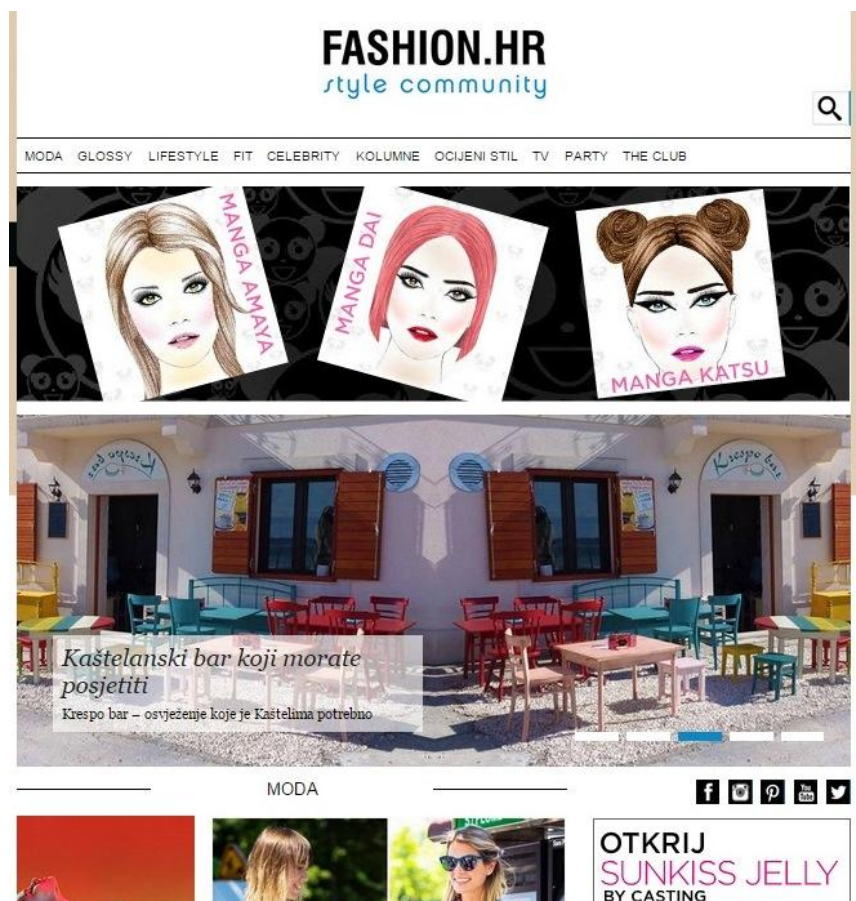 FASHION.HR
style community
MODA GLOSSY LIFESTYLE FIT CELEBRITY KOLUMNE OCIJENI STIL TV PARTY THE CLUB
MANGA AMAYA
MANGA DAI
MANGA KATSU
Krespo bar
Krespo bar
Kaštelanski bar koji morate
posjetiti
Krespo bar – osvježenje koje je Kaštelima potrebno
MODA
You
Tube
OTKRIJ
SUNKISS JELLY
BY CASTING